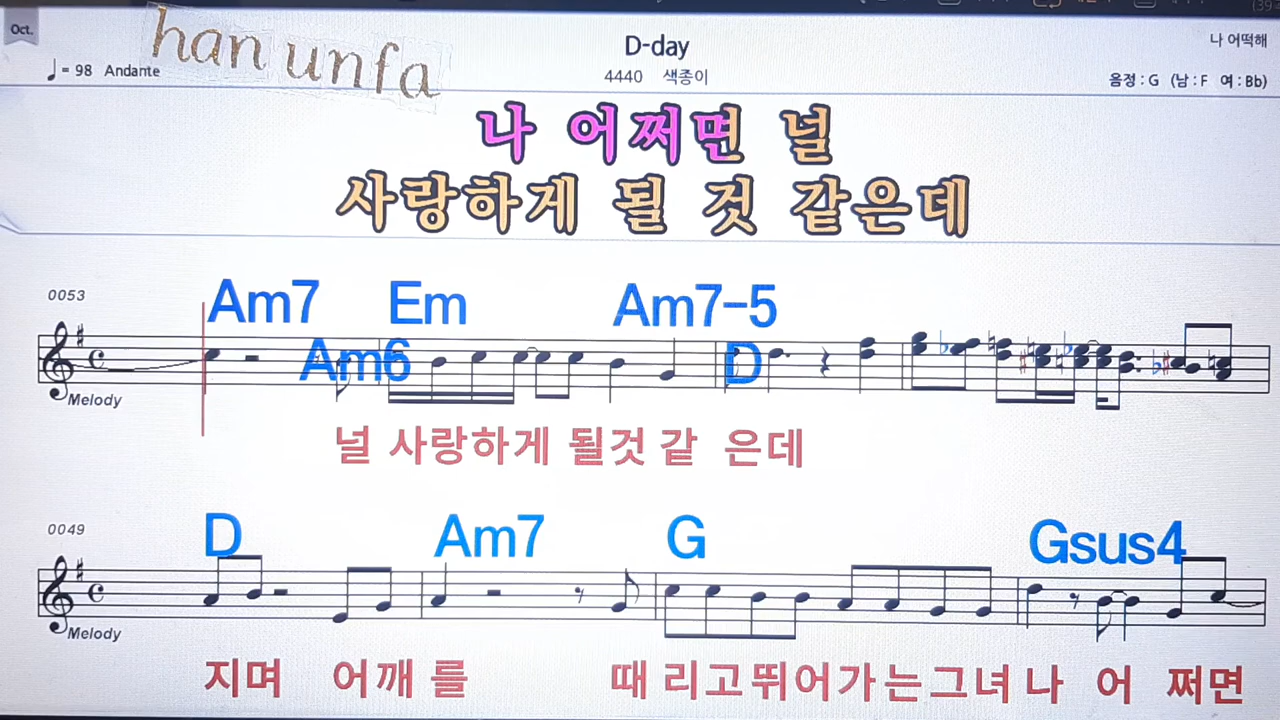 Oct.
han unfa
D-day
나 어떡해
♩= 98 Andante
4440 색종이
음정 : G (남 : F 여 : Bb)
나 어쩌면 널
사랑하게 될 것 같은데
0053
Am7 Em Am7-5
Am6 D
Melody
널 사랑하게 될것 같 은데
0049
D Am7 G Gsus4
Melody
지며 어깨 를 때 리고 뛰어가는그녀 나 어 쩌면